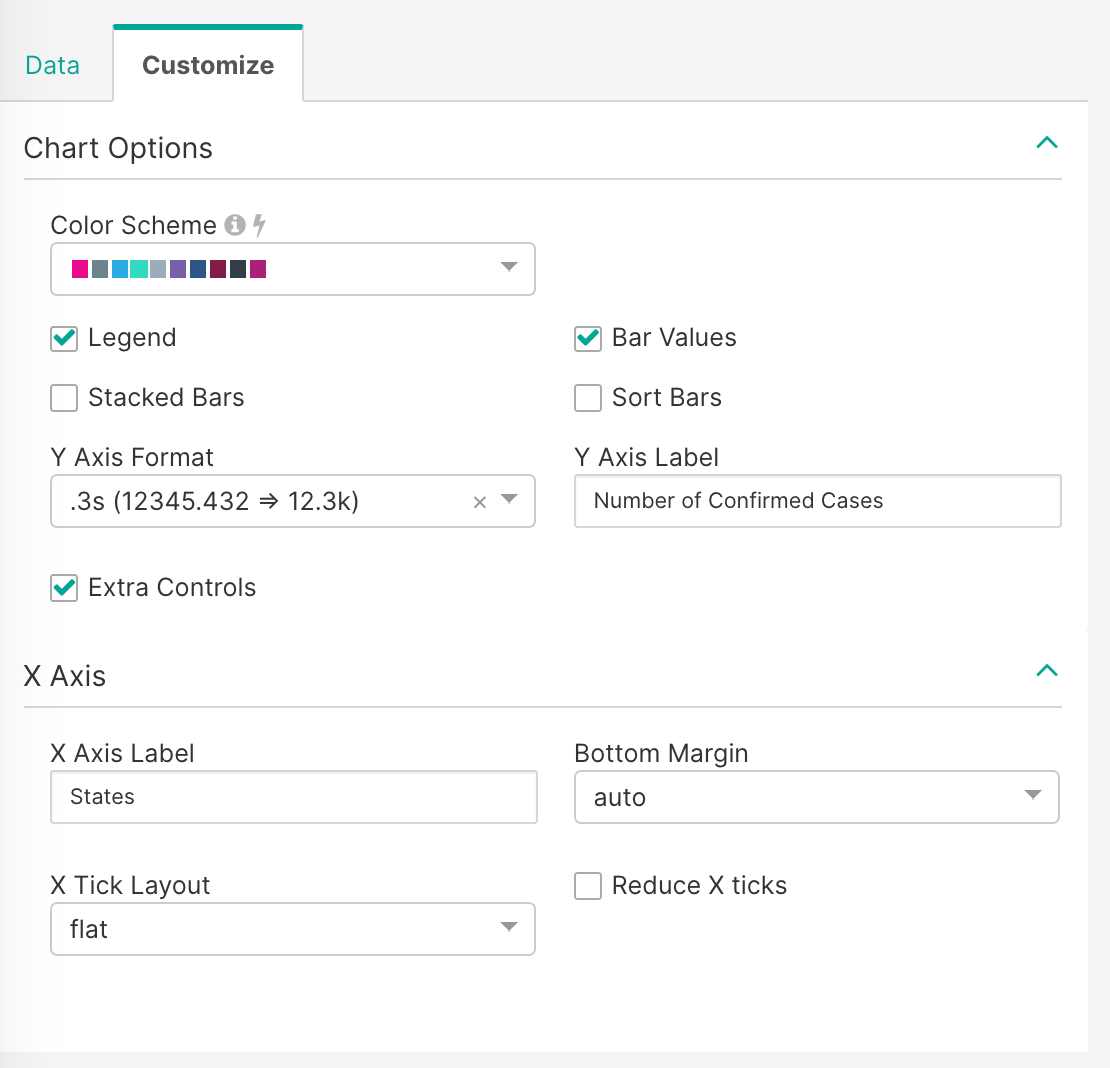 Data
Customize
Chart Options
Color Scheme
Legend
Bar Values
Stacked Bars
Sort Bars
Y Axis Format
Y Axis Label
.3s (12345.432 => 12.3k)
×
Number of Confirmed Cases
Extra Controls
X Axis
X Axis Label
Bottom Margin
States
auto
X Tick Layout
Reduce X ticks
flat